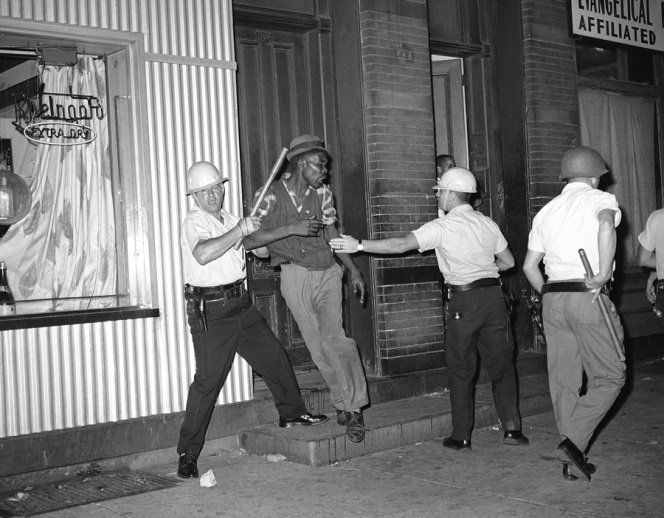 Rheingold
EXTRA DRY
EVANGELICAL
AFFILIATED